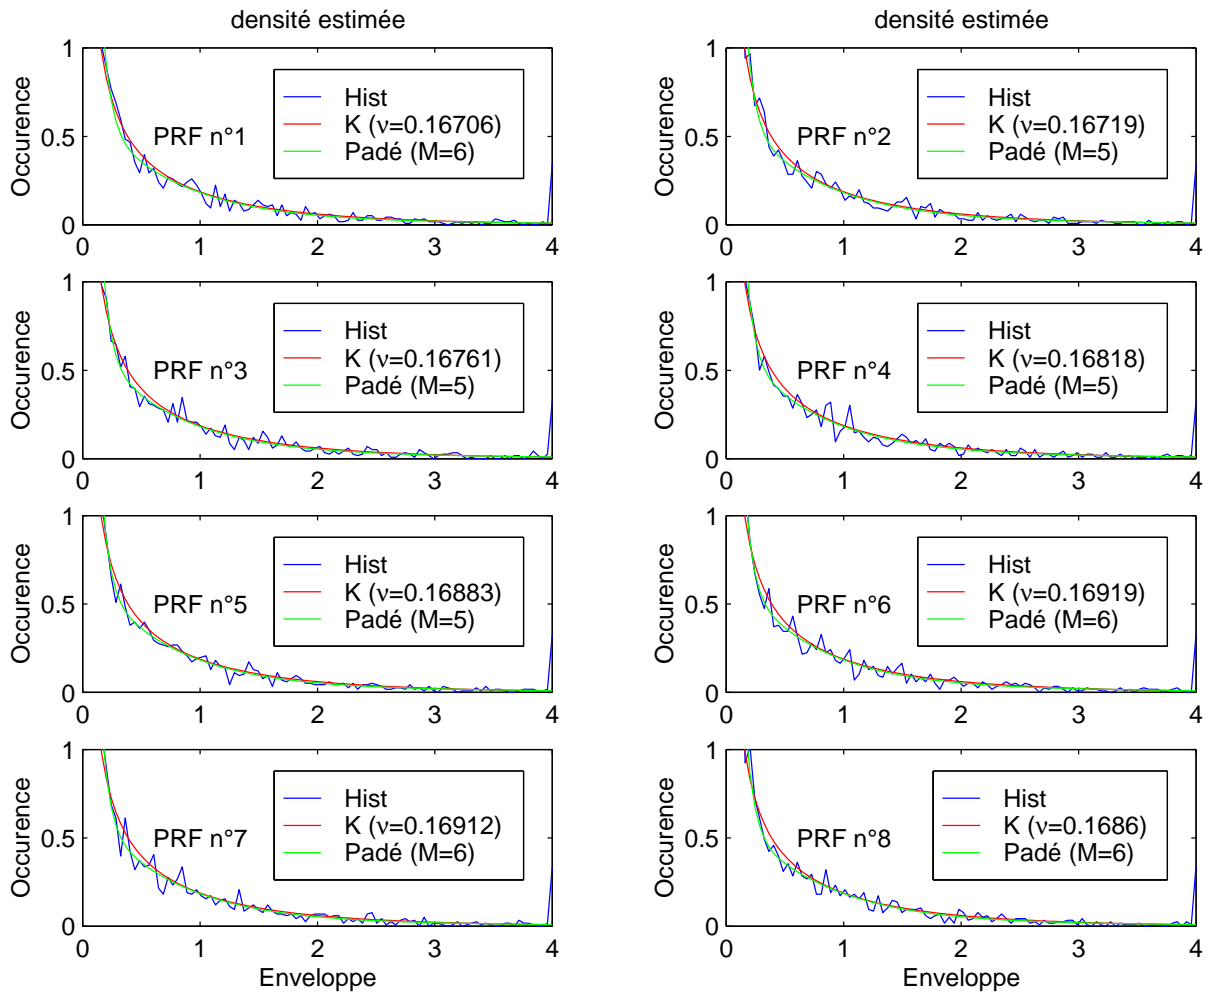 densité estimée
1
0.5
0
Occurence
PRF n°1
Hist
K (ν=0.16706)
Padé (M=6)
0 1 2 3 4
densité estimée
1
0.5
0
Occurence
PRF n°2
Hist
K (ν=0.16719)
Padé (M=5)
0 1 2 3 4
1
0.5
0
Occurence
PRF n°3
Hist
K (ν=0.16761)
Padé (M=5)
0 1 2 3 4
1
0.5
0
Occurence
PRF n°4
Hist
K (ν=0.16818)
Padé (M=5)
0 1 2 3 4
1
0.5
0
Occurence
PRF n°5
Hist
K (ν=0.16883)
Padé (M=5)
0 1 2 3 4
1
0.5
0
Occurence
PRF n°6
Hist
K (ν=0.16919)
Padé (M=6)
0 1 2 3 4
1
0.5
0
Occurence
PRF n°7
Hist
K (ν=0.16912)
Padé (M=6)
0 1 2 3 4
Enveloppe
1
0.5
0
Occurence
PRF n°8
Hist
K (ν=0.1686)
Padé (M=6)
0 1 2 3 4
Enveloppe